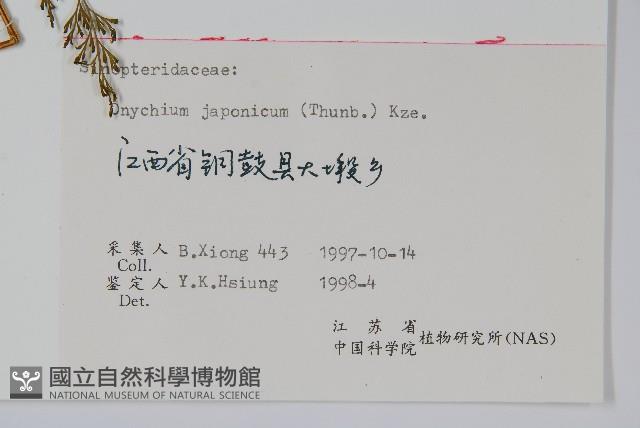 Sinopteridaceae:
Onychium japonicum (Thunb.) Kze.
江西省铜鼓县大塅乡
采集人 B.Xiong 443 1997-10-14
Coll.
鉴定人 Y.K.Hsiung 1998-4
Det.
江苏省
中国科学院 植物研究所(NAS)
國立自然科學博物館
NATIONAL MUSEUM OF NATURAL SCIENCE